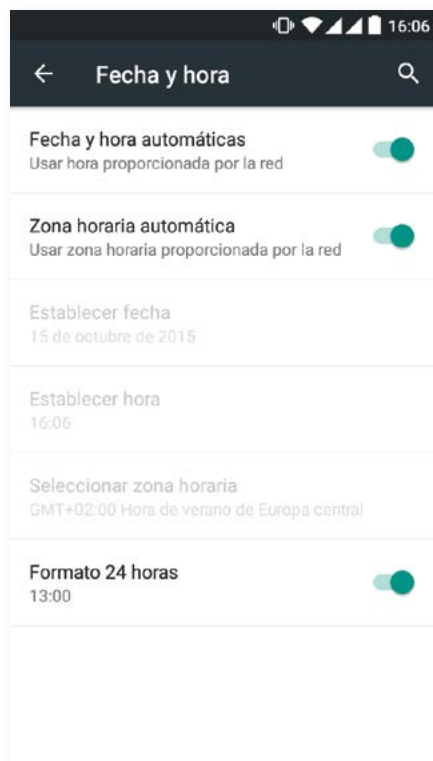 16:06
Fecha y hora
Fecha y hora automáticas
Usar hora proporcionada por la red
Zona horaria automática
Usar zona horaria proporcionada por la red
Establecer fecha
15 de octubre de 2015
Establecer hora
16:06
Seleccionar zona horaria
GMT+02:00 Hora de verano de Europa central
Formato 24 horas
13:00